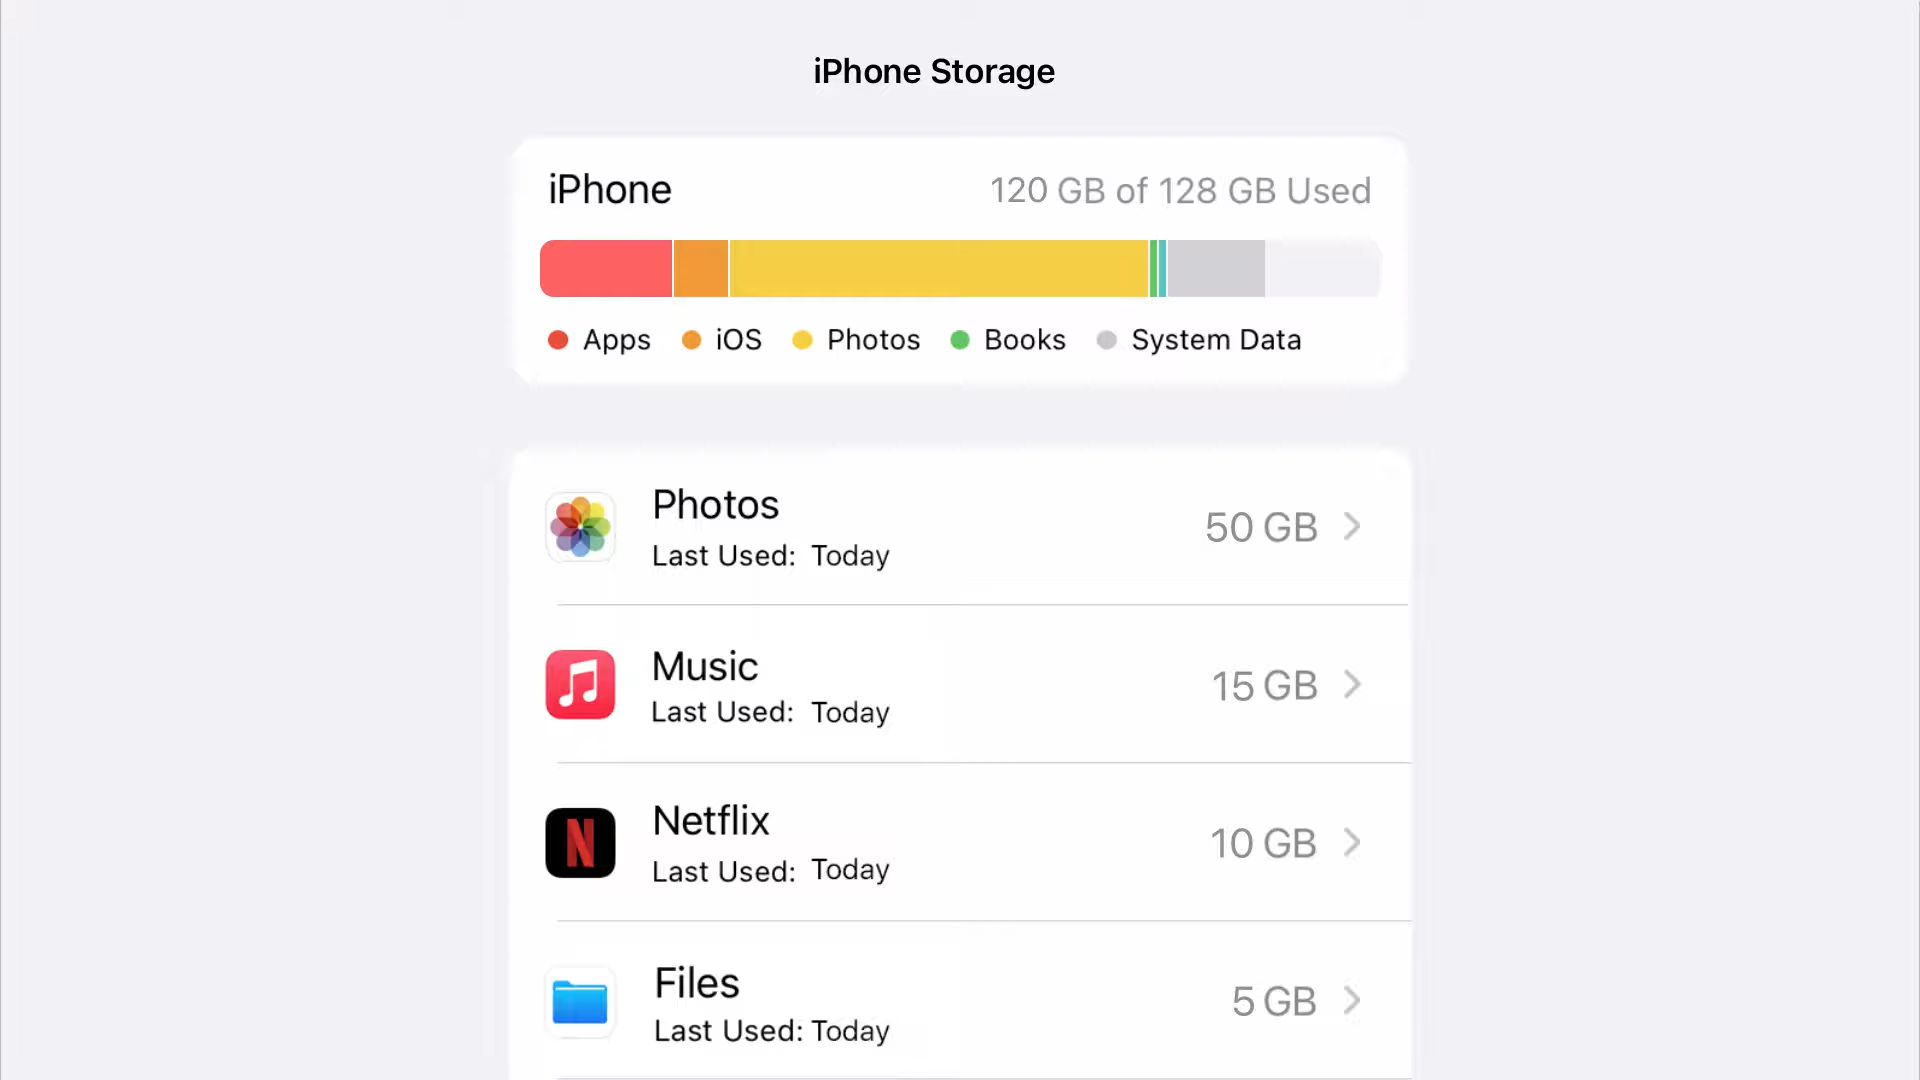 iPhone Storage
iPhone 120 GB of 128 GB Used
Apps iOS Photos Books System Data
Photos
50 GB
Last Used: Today
Music
15 GB
Last Used: Today
N
Netflix
10 GB
Last Used: Today
Files
5 GB
Last Used: Today